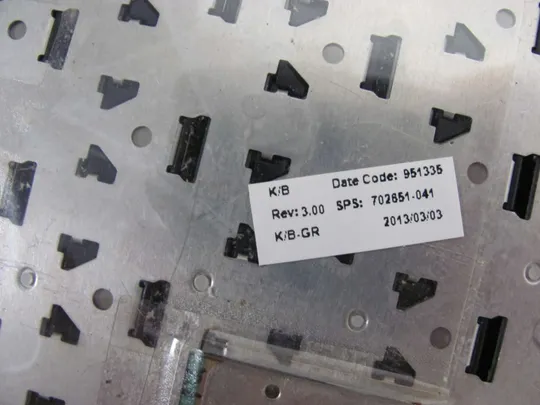 K/B Date Code: 951335
Rev: 3.00 SPS: 702651-041
K/B-GR 2013/03/03